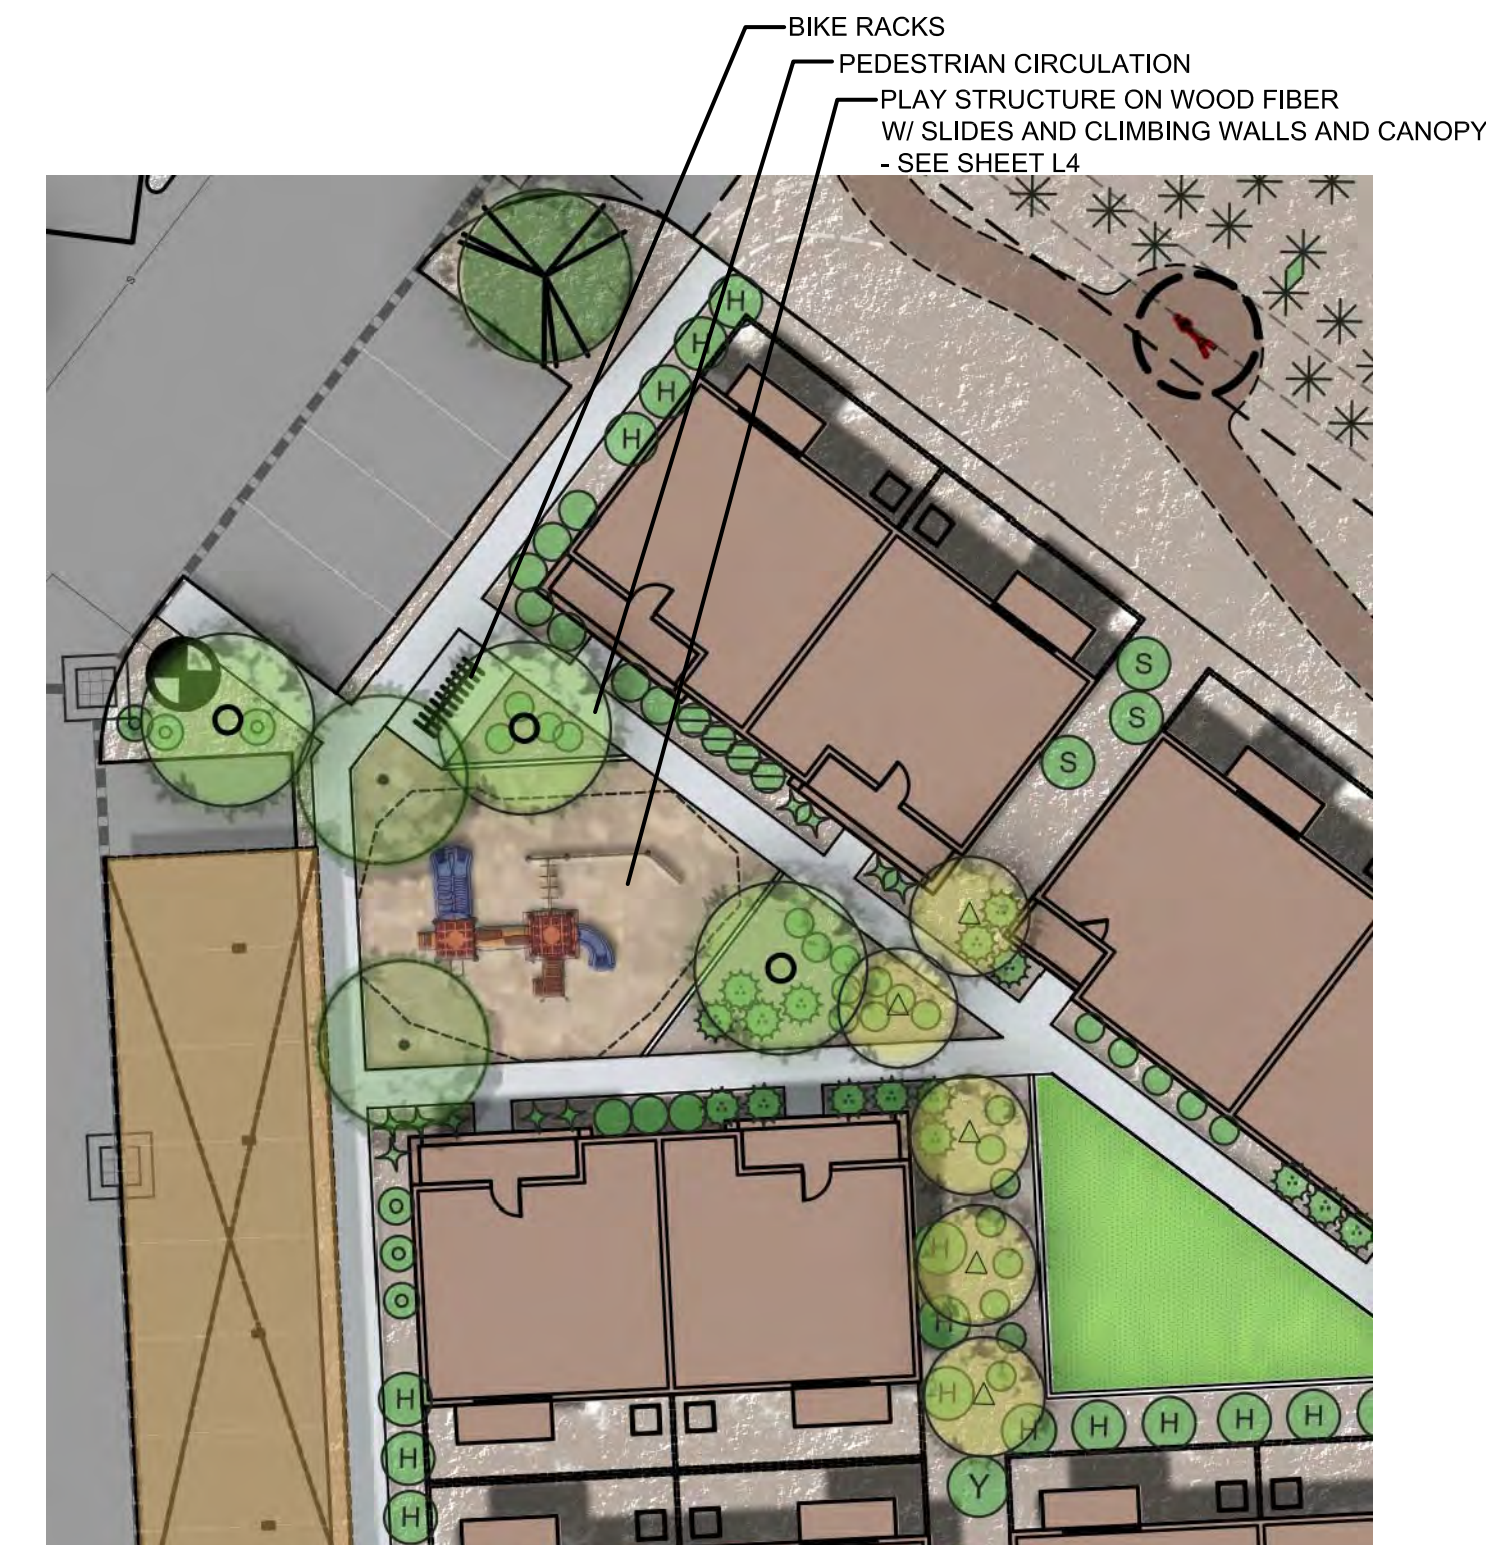 BIKE RACKS
PEDESTRIAN CIRCULATION
PLAY STRUCTURE ON WOOD FIBER
W/ SLIDES AND CLIMBING WALLS AND CANOPY
- SEE SHEET L4
S
H
H
H
H
S
S
S
H
H
H
H
H
H
H
H
H
H
Y
H